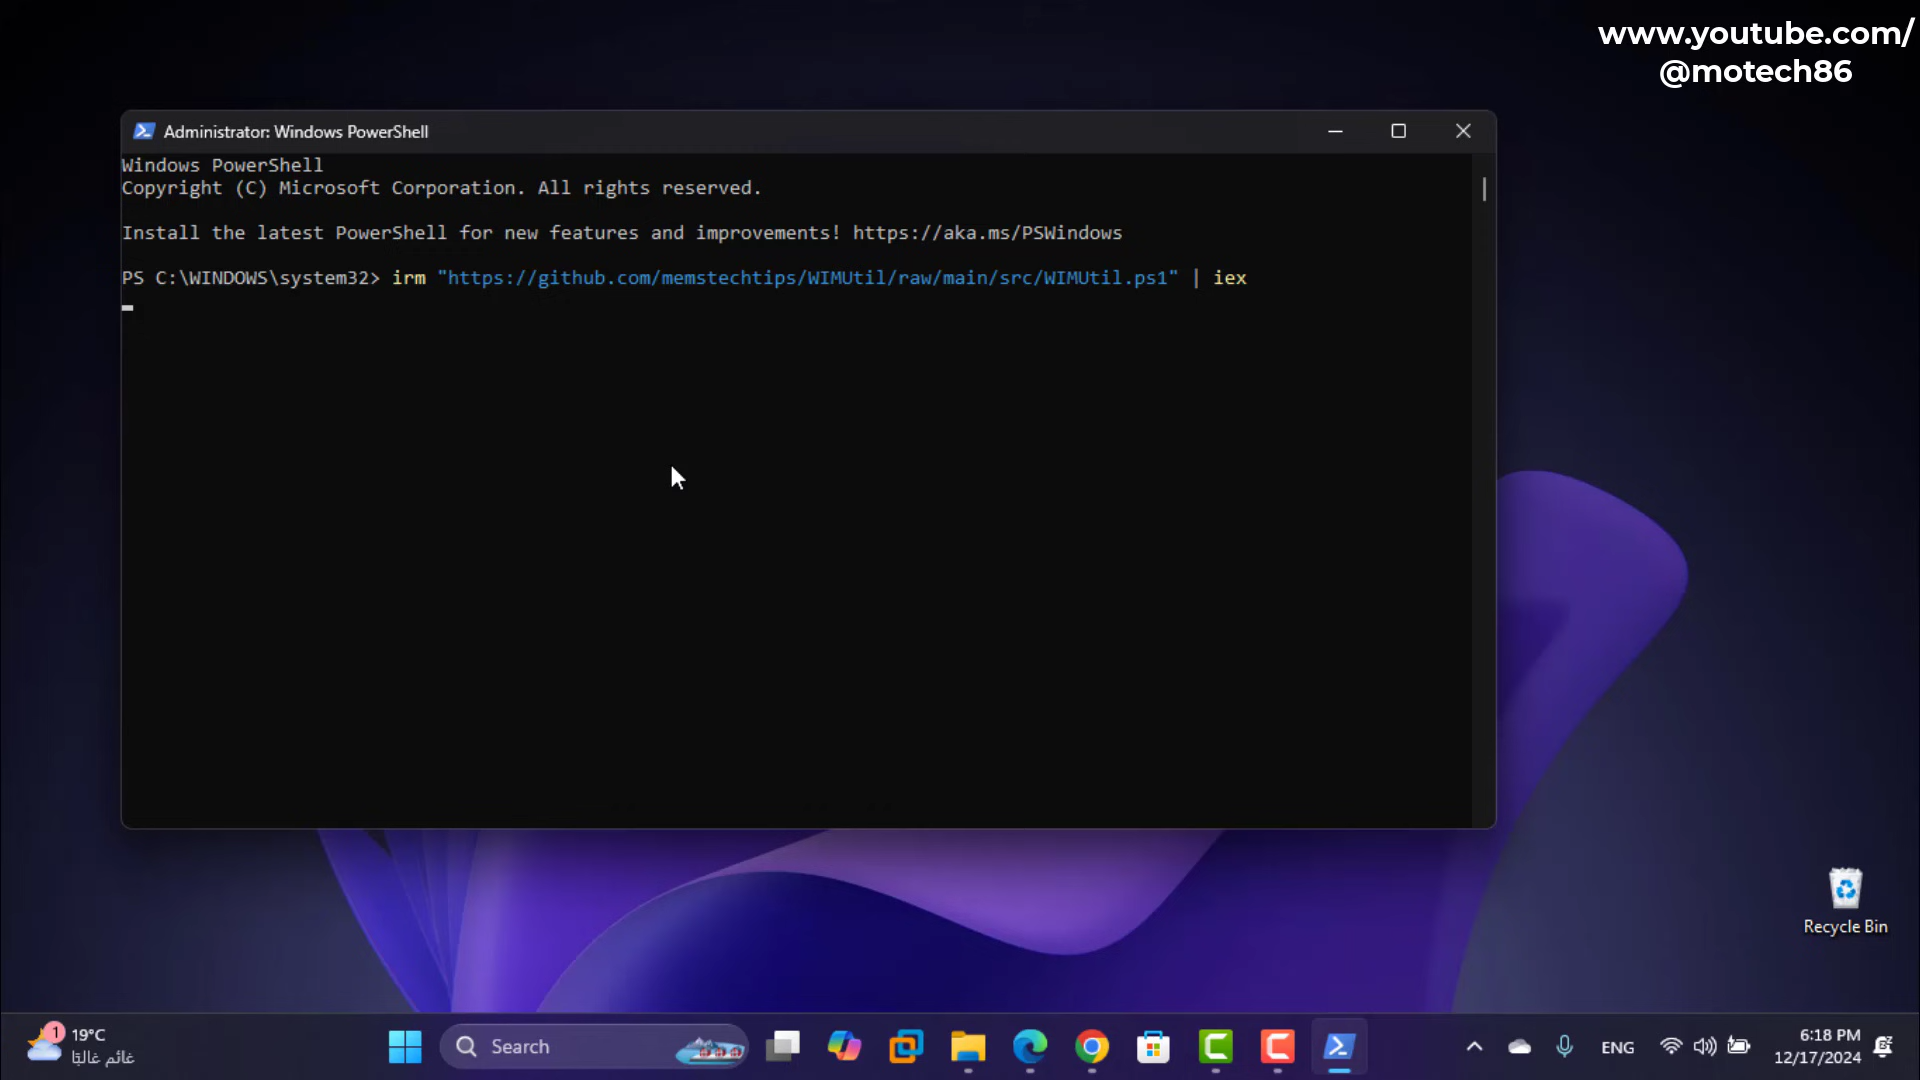 www.youtube.com/
@motech86
Administrator: Windows PowerShell
Windows PowerShell
Copyright (C) Microsoft Corporation. All rights reserved.
Install the latest PowerShell for new features and improvements! https://aka.ms/PSWindows
PS C:\WINDOWS\system32> irm "https://github.com/memstechtips/WIMUtil/raw/main/src/WIMUtil.ps1" | iex
Recycle Bin
1
19°C
غائم غالبًا
Search
ENG
6:18 PM
12/17/2024